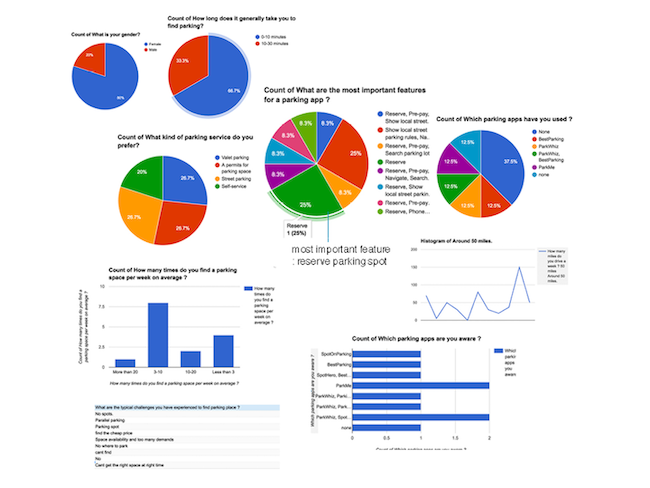 Count of What is your gender?
Female
Male
20%
80%
Count of How long does it generally take you to
find parking?
0-10 minutes
10-30 minutes
33.3%
66.7%
Count of What kind of parking service do you
prefer?
Valet parking
A permits for
parking space
Street parking
Self-service
20%
26.7%
26.7%
26.7%
Count of What are the most important features
for a parking app ?
8.3%
8.3%
8.3%
8.3%
8.3%
25%
8.3%
25%
Reserve
1 (25%)
Reserve, Pre-pay,
Show local street.
Show local street
parking rules, Na..
Reserve, Pre-pay,
Search parking lot
Reserve
Reserve, Pre-pay,
Navigate, Search.
Reserve, Show
local street parkin.
Reserve, Pre-pay,
Reserve, Phone…
most important feature
: reserve parking spot
Count of Which parking apps have you used ?
12.5%
12.5%
12.5%
12.5%
12.5%
37.5%
None
BestParking
ParkWhiz
ParkWhiz,
BestParking
ParkMe
none
Histogram of Around 50 miles.
200
150
100
50
0
How many
miles do
you drive a
week ? 50
miles
Around 50
miles.
Count of How many times do you find a parking
space per week on average ?
Count of How many times do you find a
parking space per week on average ?
10
5
0
More than 20
3-10
10-20
Less than 3
How many times do you find a parking space per week on average ?
How many
times do you
find a
parking
space per
week on
average ?
Count of Which parking apps are you aware ?
Which parking apps are you aware ?
SpotOnParking
BestParking
SpotHero, Best...
ParkMe
ParkWhiz, Park...
ParkWhiz, Park...
ParkWhiz, Spot...
none
0
0.5
1
1.5
2
Count of Which parking apps are you aware ?
Which
parki
apps
you
awan
What are the typical challenges you have experienced to find parking place ?
No spots.
Parallel parking
Parking spot
find the cheap price
Space availability and too many demands
No where to park
cant find
No
Cant get the right space at right time